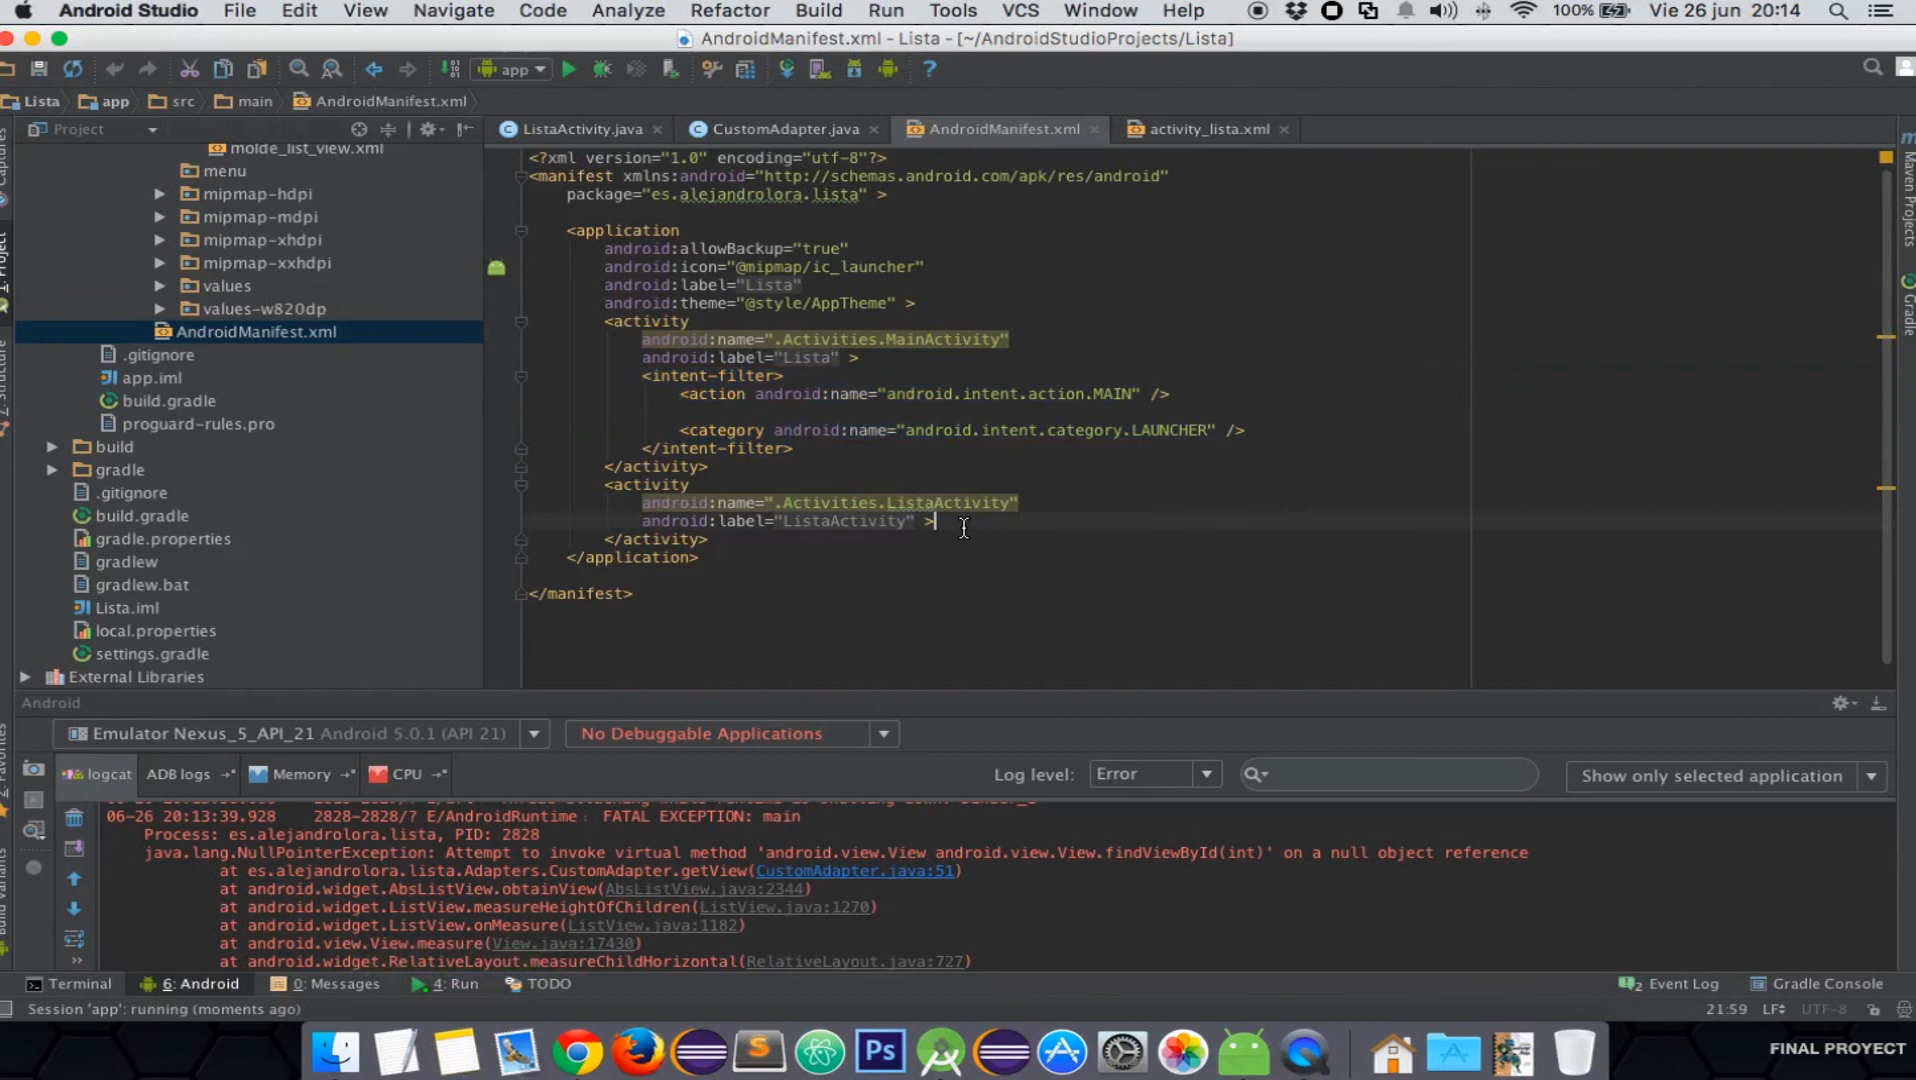 Android Studio File Edit View Navigate Code Analyze Refactor Build Run Tools VCS Window Help 100% Vie 26 jun 20:14
AndroidManifest.xml - Lista - [~/AndroidStudioProjects/Lista]
app
Lista app src main AndroidManifest.xml
Project
ListaActivity.java CustomAdapter.java AndroidManifest.xml activity_lista.xml
molde_list_view.xml
menu
mipmap-hdpi
mipmap-mdpi
mipmap-xhdpi
mipmap-xxhdpi
values
values-w820dp
AndroidManifest.xml
.gitignore
app.iml
build.gradle
proguard-rules.pro
build
gradle
.gitignore
build.gradle
gradle.properties
gradlew
gradlew.bat
Lista.iml
local.properties
settings.gradle
External Libraries
<?xml version="1.0" encoding="utf-8"?>
<manifest xmlns:android="http://schemas.android.com/apk/res/android"
package="es.alejandrolora.lista" >
<application
android:allowBackup="true"
android:icon="@mipmap/ic_launcher"
android:label="Lista"
android:theme="@style/AppTheme" >
<activity
android:name=".Activities.MainActivity"
android:label="Lista" >
<intent-filter>
<action android:name="android.intent.action.MAIN" />
<category android:name="android.intent.category.LAUNCHER" />
</intent-filter>
</activity>
<activity
android:name=".Activities.ListaActivity"
android:label="ListaActivity" >
</activity>
</application>
</manifest>
Captures
1: Project
Maven Projects
Gradle
Android
Emulator Nexus_5_API_21 Android 5.0.1 (API 21) No Debuggable Applications
logcat ADB logs Memory CPU Log level: Error Show only selected application
06-26 20:13:39.928 2828-2828/? E/AndroidRuntime: FATAL EXCEPTION: main
Process: es.alejandrolora.lista, PID: 2828
java.lang.NullPointerException: Attempt to invoke virtual method 'android.view.View android.view.View.findViewById(int)' on a null object reference
at es.alejandrolora.lista.Adapters.CustomAdapter.getView(CustomAdapter.java:51)
at android.widget.AbsListView.obtainView(AbsListView.java:2344)
at android.widget.ListView.measureHeightOfChildren(ListView.java:1270)
at android.widget.ListView.onMeasure(ListView.java:1182)
at android.view.View.measure(View.java:17430)
at android.widget.RelativeLayout.measureChildHorizontal(RelativeLayout.java:727)
Terminal 6: Android 0: Messages 4: Run TODO 2 Event Log Gradle Console
Session 'app': running (moments ago) 21:59 LF UTF-8
FINAL PROYECT